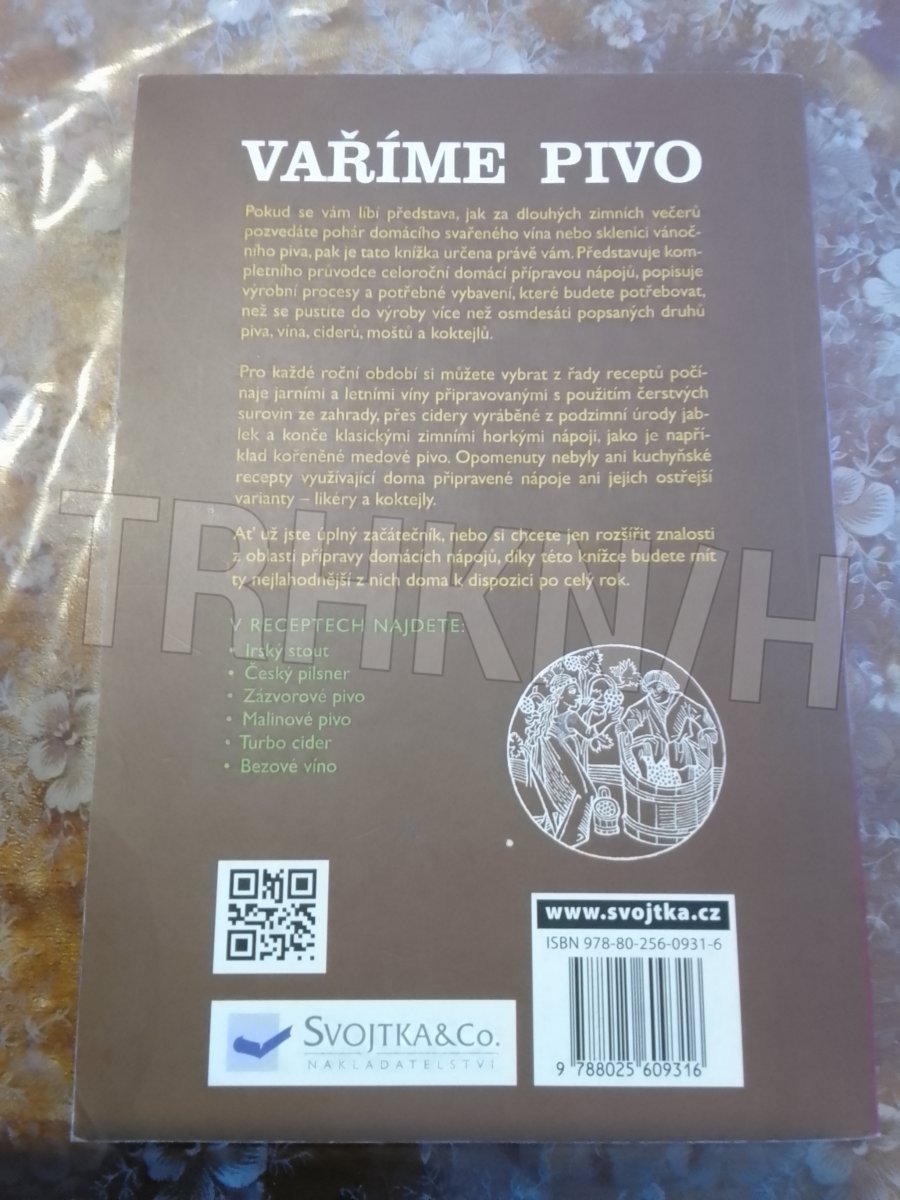 VAŘÍME PIVO
Pokud se vám líbí představa, jak za dlouhých zimních večerů
pozvedáte pohár domácího svařeného vína nebo sklenici vánoč-
ního piva, pak je tato knížka určena právě vám. Představuje kom-
pletního průvodce celoroční domácí přípravou nápojů, popisuje
výrobní procesy a potřebné vybavení, které budete potřebovat,
než se pustíte do výroby více než osmdesáti popsaných druhů
piva, vína, ciderů, moštů a koktejlů.
Pro každé roční období si můžete vybrat z řady receptů počí-
naje jarními a letními víny připravovanými s použitím čerstvých
surovin ze zahrady, přes cidery vyráběné z podzimní úrody jab-
lek a konče klasickými zimními horkými nápoji, jako je napří-
klad kořeněné medové pivo. Opomenuty nebyly ani kuchyňské
recepty využívající doma připravené nápoje ani jejich ostřejší
varianty – likéry a koktejly.
Ať už jste úplný začátečník, nebo si chcete jen rozšířit znalosti
z oblasti přípravy domácích nápojů, díky této knížce budete mít
ty nejlahodnější z nich doma k dispozici po celý rok.
TRHKNIH
V RECEPTECH NAJDETE:
• Irský stout
• Český pilsner
• Zázvorové pivo
• Malinové pivo
• Turbo cider
• Bezové víno
www.svojtka.cz
ISBN 978-80-256-0931-6
SVOJTKA&CO.
NAKLADATELSTVÍ
9 788025 609316